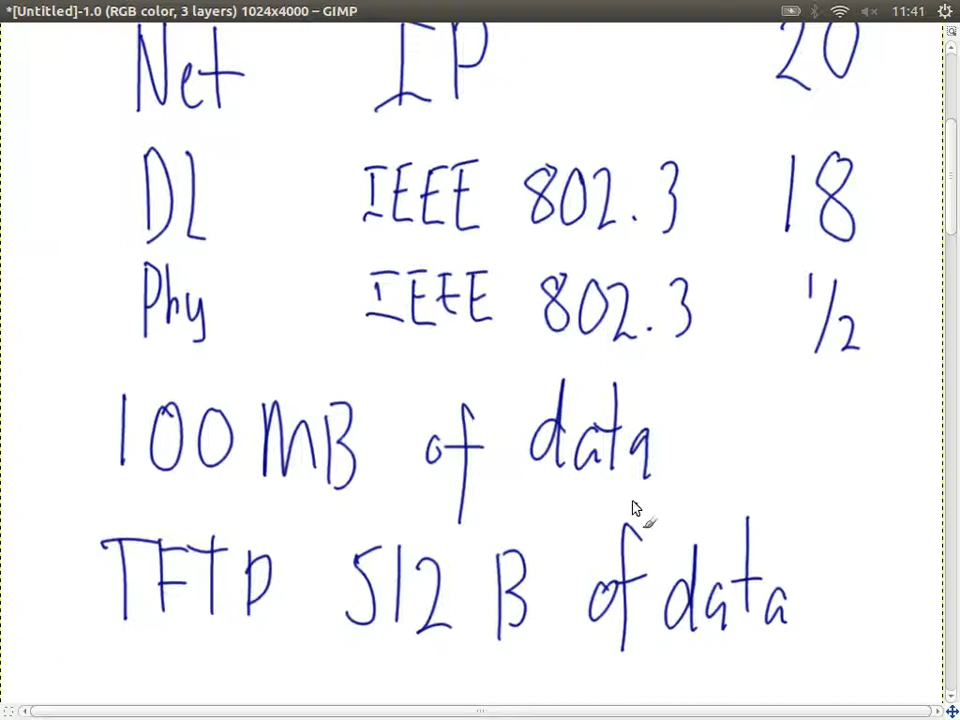 *[Untitled]-1.0 (RGB color, 3 layers) 1024x4000 – GIMP 11:41
Net IP 20
DL IEEE 802.3 18
Phy IEEE 802.3 1/2
100 MB of data
TFTP 512 B of data